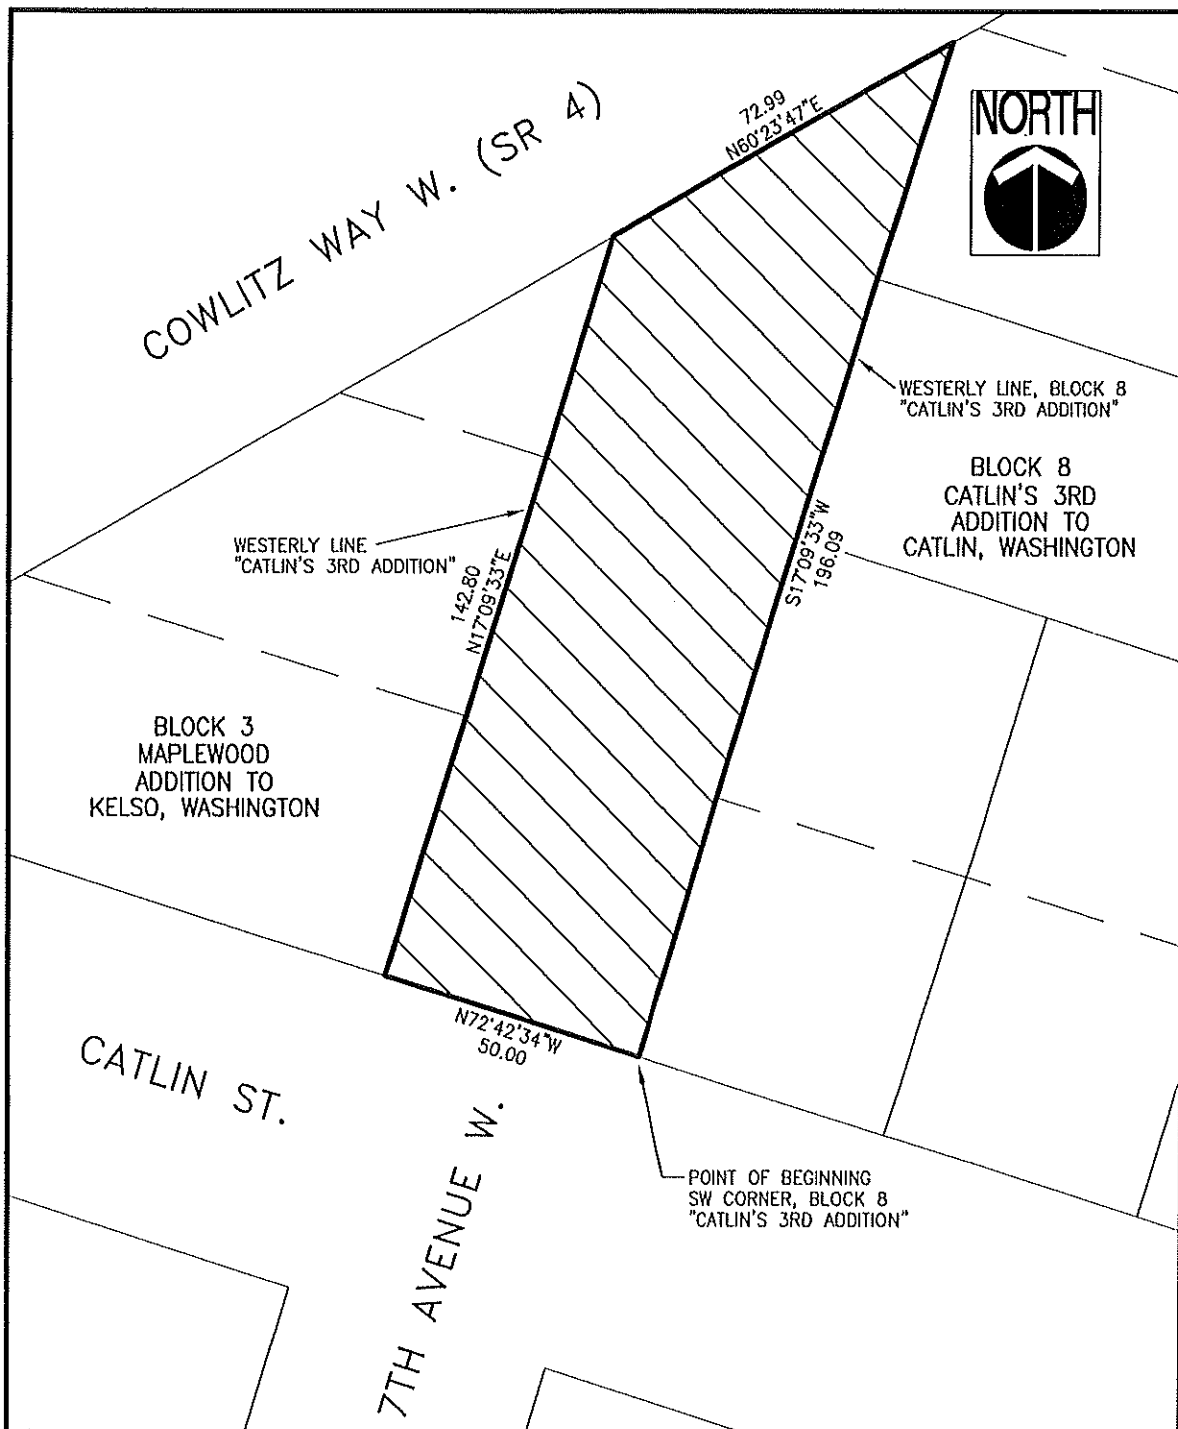 COWLITZ WAY W. (SR 4)
72.99
N60°23'47"E
NORTH
WESTERLY LINE, BLOCK 8
"CATLIN'S 3RD ADDITION"
BLOCK 8
CATLIN'S 3RD
ADDITION TO
CATLIN, WASHINGTON
WESTERLY LINE
"CATLIN'S 3RD ADDITION"
142.80
N17°09'33"E
S17°09'33"W
196.09
BLOCK 3
MAPLEWOOD
ADDITION TO
KELSO, WASHINGTON
N72°42'34"W
50.00
CATLIN ST.
7TH AVENUE W.
POINT OF BEGINNING
SW CORNER, BLOCK 8
"CATLIN'S 3RD ADDITION"